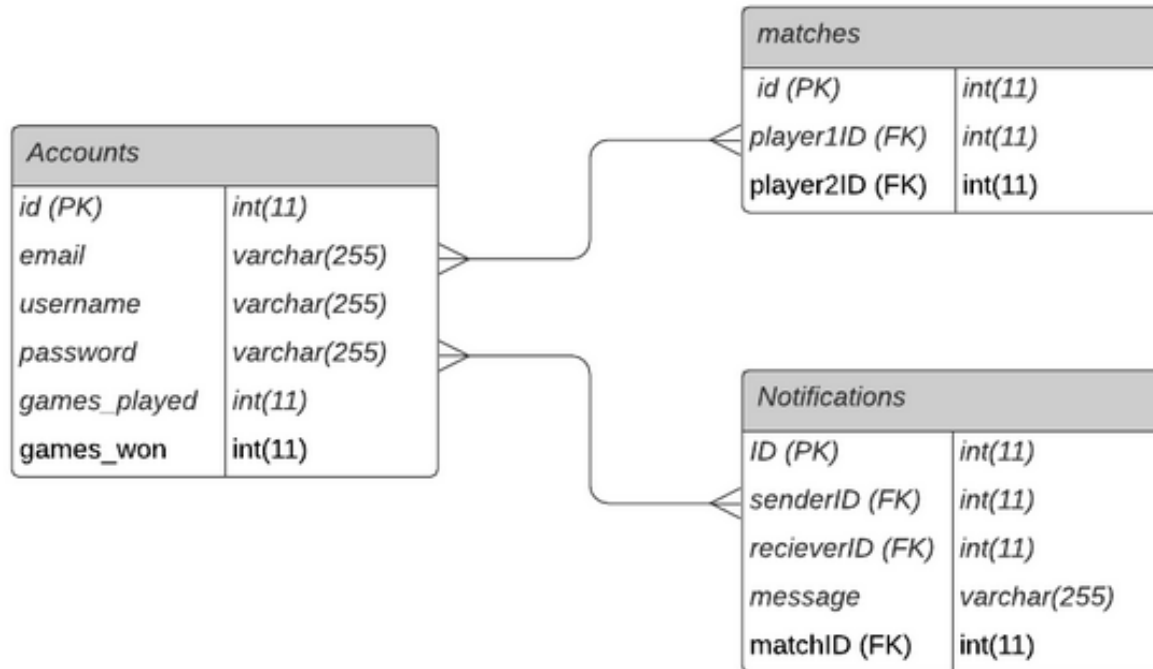 Accounts
id (PK) int(11)
email varchar(255)
username varchar(255)
password varchar(255)
games_played int(11)
games_won int(11)
matches
id (PK) int(11)
player1ID (FK) int(11)
player2ID (FK) int(11)
Notifications
ID (PK) int(11)
senderID (FK) int(11)
recieverID (FK) int(11)
message varchar(255)
matchID (FK) int(11)